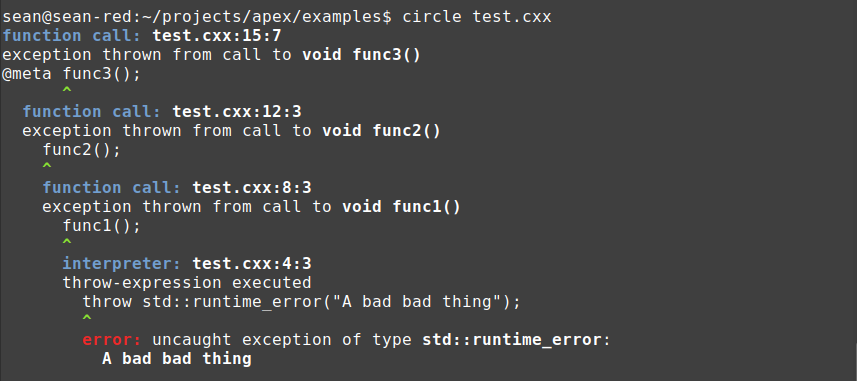 sean@sean-red:~/projects/apex/examples$ circle test.cxx
function call: test.cxx:15:7
exception thrown from call to void func3()
@meta func3();
^
function call: test.cxx:12:3
exception thrown from call to void func2()
func2();
^
function call: test.cxx:8:3
exception thrown from call to void func1()
func1();
^
interpreter: test.cxx:4:3
throw-expression executed
throw std::runtime_error("A bad bad thing");
^
error: uncaught exception of type std::runtime_error:
A bad bad thing